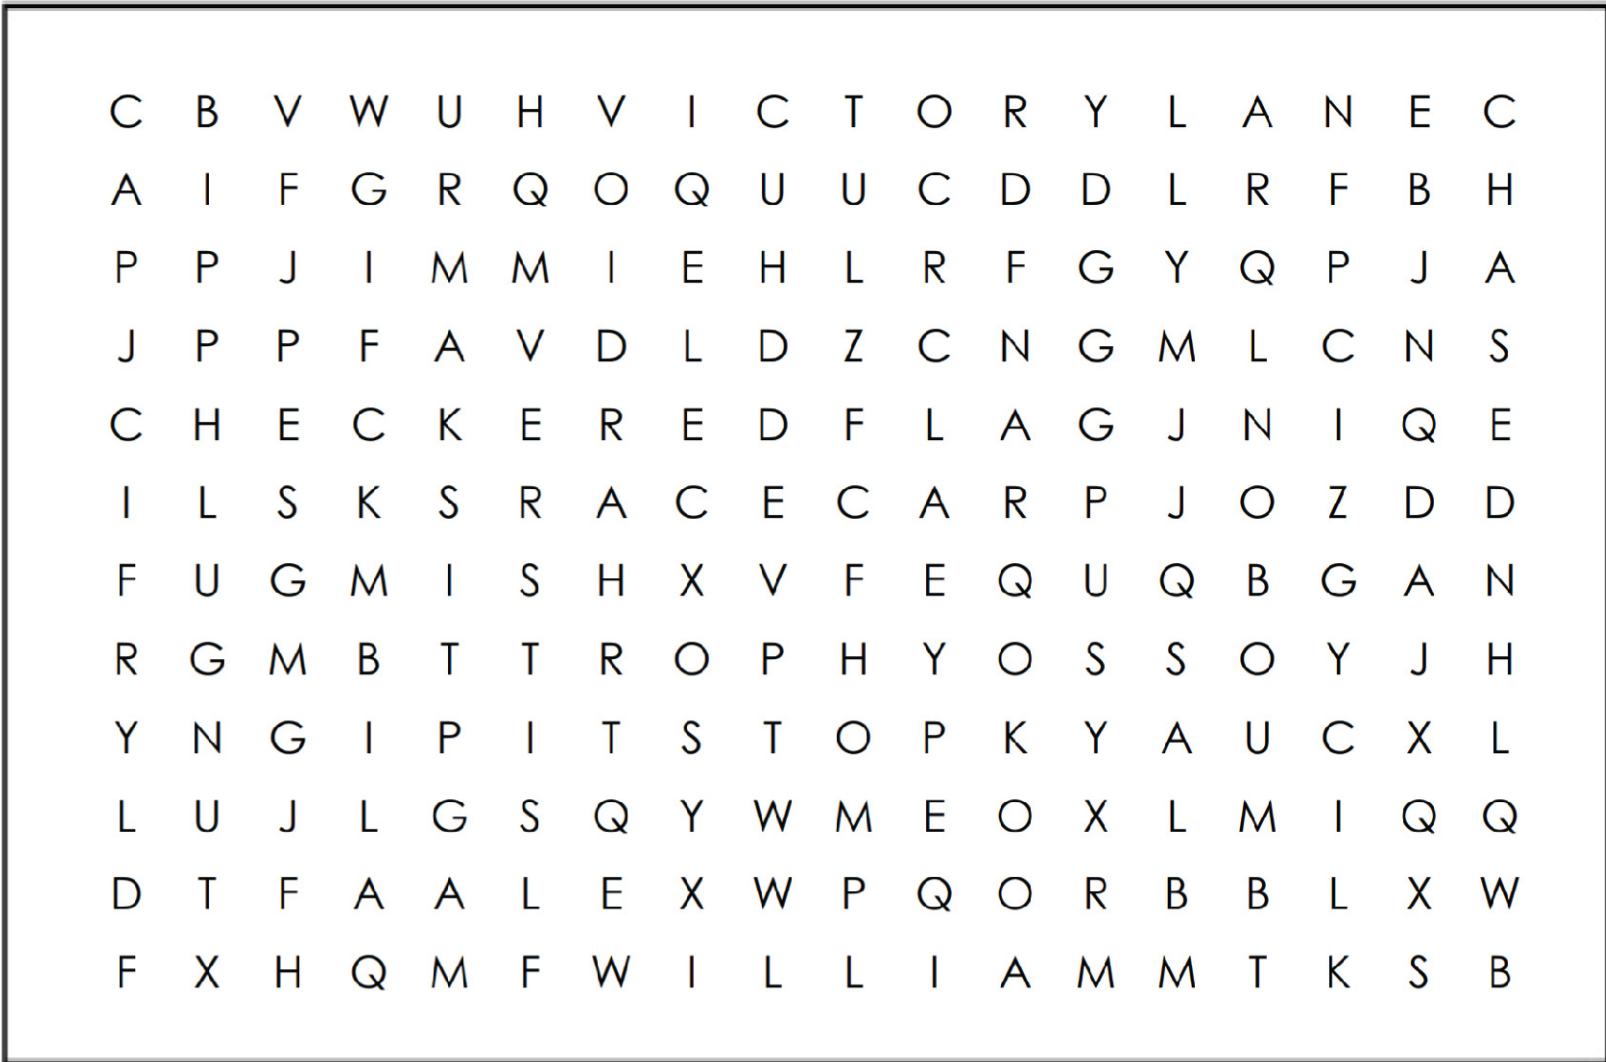 C B V W U H V I C T O R Y L A N E C
A I F G R Q O Q U U C D D L R F B H
P P J I M M I E H L R F G Y Q P J A
J P P F A V D L D Z C N G M L C N S
C H E C K E R E D F L A G J N I Q E
I L S K S R A C E C A R P J O Z D D
F U G M I S H X V F E Q U Q B G A N
R G M B T T R O P H Y O S S O Y J H
Y N G I P I T S T O P K Y A U C X L
L U J L G S Q Y W M E O X L M I Q Q
D T F A A L E X W P Q O R B B L X W
F X H Q M F W I L L I A M M T K S B